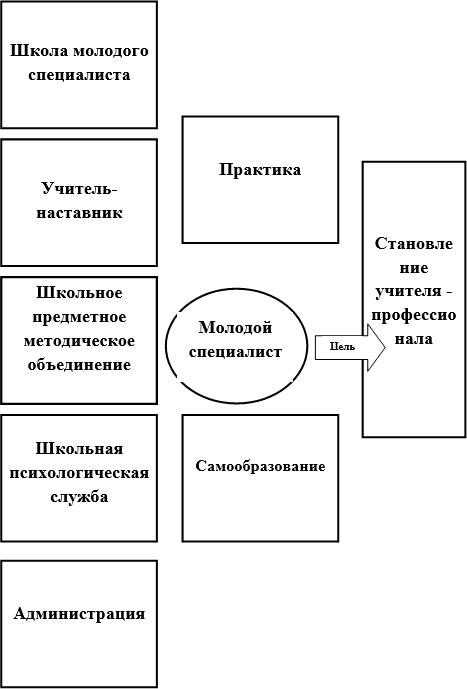 Школа молодого
специалиста
Учитель-
наставник
Школьное
предметное
методическое
объединение
Школьная
психологическая
служба
Администрация
Практика
Молодой
специалист
Самообразование
Цель
Становле
ние
учителя -
профессио
нала